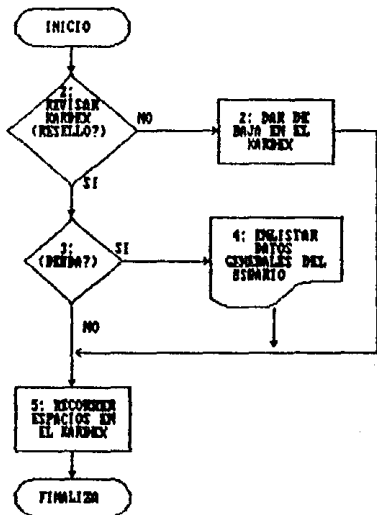 INICIO
2:
REVISAR
KARDEX
(RESELLO?)
NO
2: DAR DE
BAJA EN EL
KARDEX
SI
3:
(DEUDA?)
SI
4: ENLISTAR
DATOS
GENERALES DEL
USUARIO
NO
5: RECORRER
ESPACIOS EN
EL KARDEX
FINALIZA